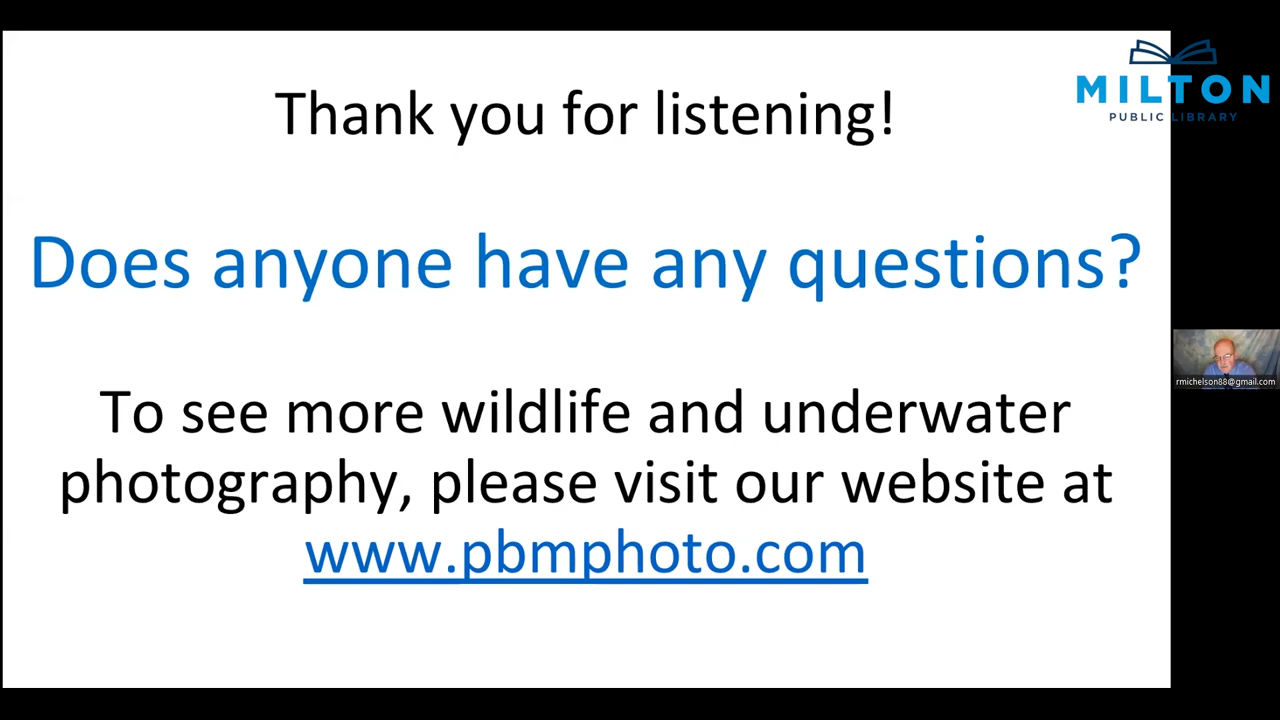 Thank you for listening!
MILTON
PUBLIC LIBRARY
Does anyone have any questions?
To see more wildlife and underwater
photography, please visit our website at
www.pbmphoto.com
rmichelson88@gmail.com